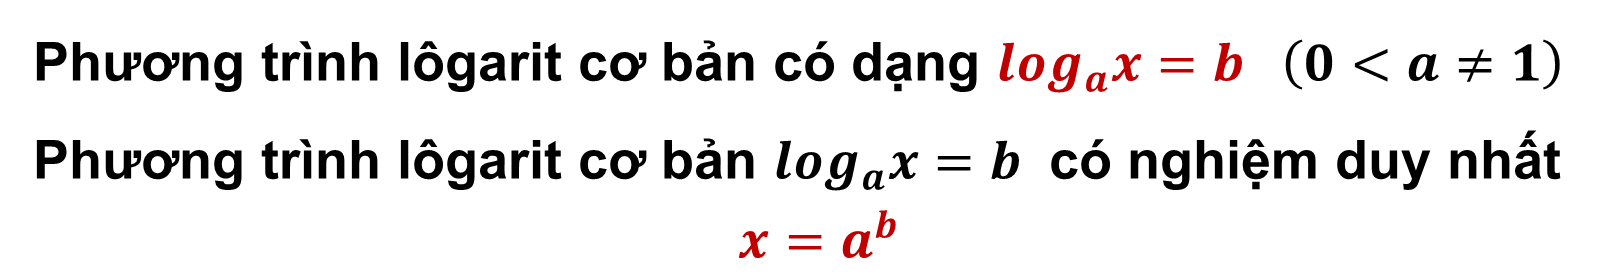 Phương trình lôgarit cơ bản có dạng logₐx = b (0 < a ≠ 1)
Phương trình lôgarit cơ bản logₐx = b có nghiệm duy nhất
x = aᵇ